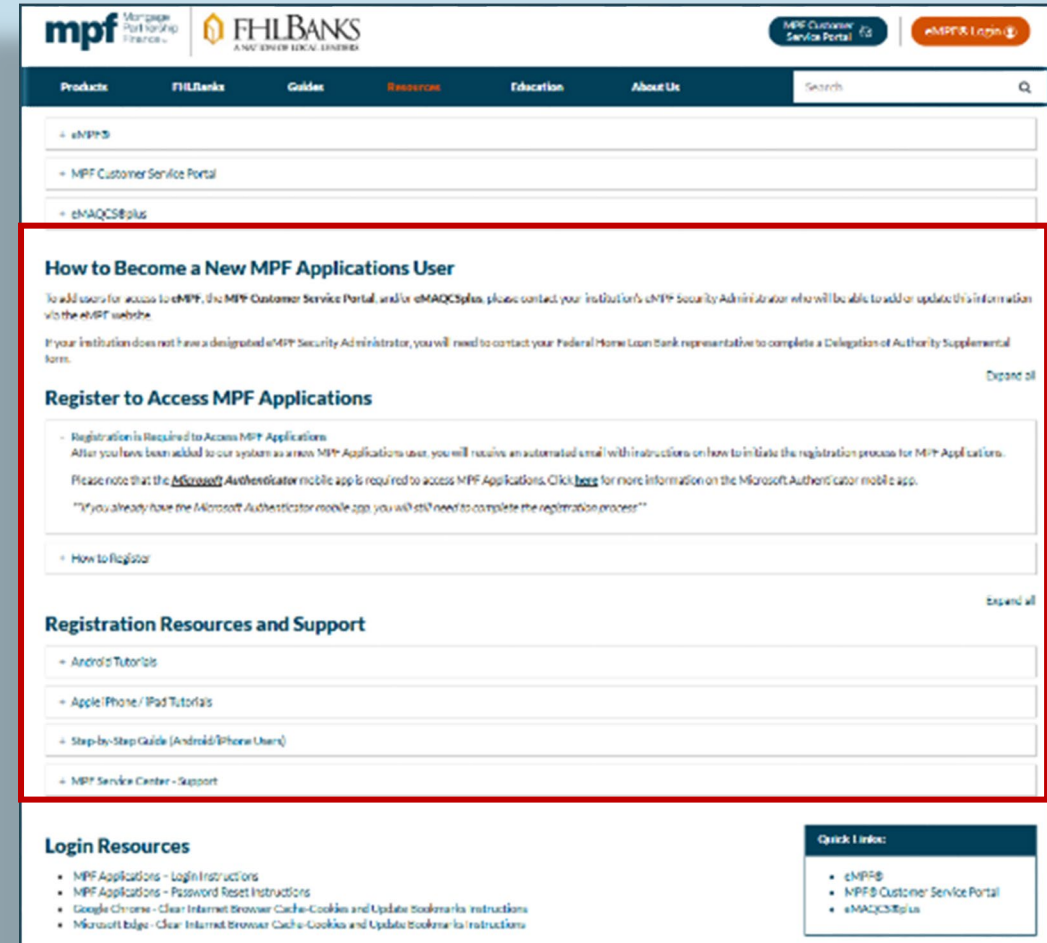 mpf Mortgage
Partnership
Finance
FHLBANKS
A NATION OF LOCAL LENDERS
MPF Customer
Service Portal
eMPF® Login
Products FHLBanks Guides Resources Education About Us Search
+ eMPF®
+ MPF Customer Service Portal
+ eMAQCS®plus
How to Become a New MPF Applications User
To add users for access to eMPF, the MPF Customer Service Portal, and/or eMAQCSplus, please contact your institution's eMPF Security Administrator who will be able to add or update this information
via the eMPF website.
If your institution does not have a designated eMPF Security Administrator, you will need to contact your Federal Home Loan Bank representative to complete a Delegation of Authority Supplemental
form.
Expand all
Register to Access MPF Applications
- Registration is Required to Access MPF Applications
After you have been added to our system as a new MPF Applications user, you will receive an automated email with instructions on how to initiate the registration process for MPF Applications.
Please note that the Microsoft Authenticator mobile app is required to access MPF Applications. Click here for more information on the Microsoft Authenticator mobile app.
**If you already have the Microsoft Authenticator mobile app, you will still need to complete the registration process**
+ How to Register
Expand all
Registration Resources and Support
+ Android Tutorials
+ Apple iPhone / iPad Tutorials
+ Step-by-Step Guide (Android/iPhone Users)
+ MPF Service Center - Support
Login Resources
• MPF Applications – Login Instructions
• MPF Applications – Password Reset Instructions
• Google Chrome - Clear Internet Browser Cache-Cookies and Update Bookmarks Instructions
• Microsoft Edge - Clear Internet Browser Cache-Cookies and Update Bookmarks Instructions
Quick Links:
• eMPF®
• MPF® Customer Service Portal
• eMAQCS®plus